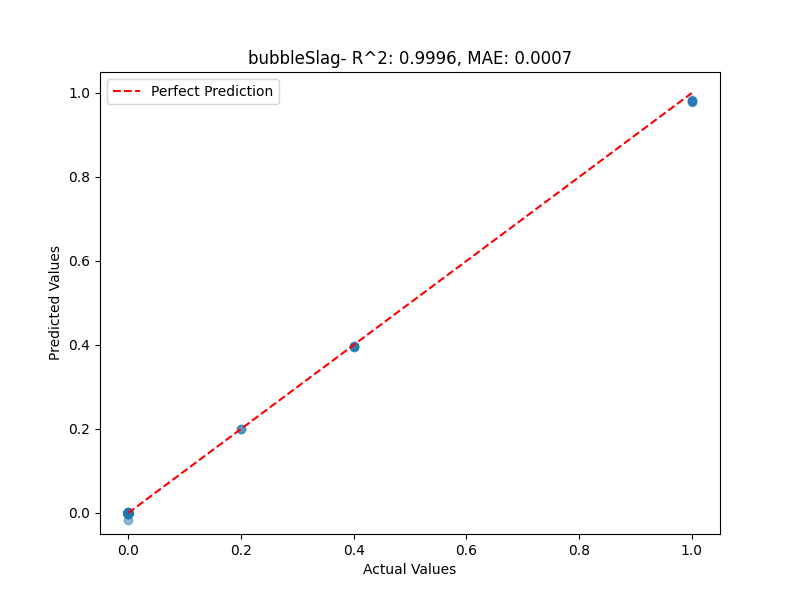 bubbleSlag- R^2: 0.9996, MAE: 0.0007
Perfect Prediction
1.0
0.8
0.6
0.4
0.2
0.0
Predicted Values
0.0 0.2 0.4 0.6 0.8 1.0
Actual Values